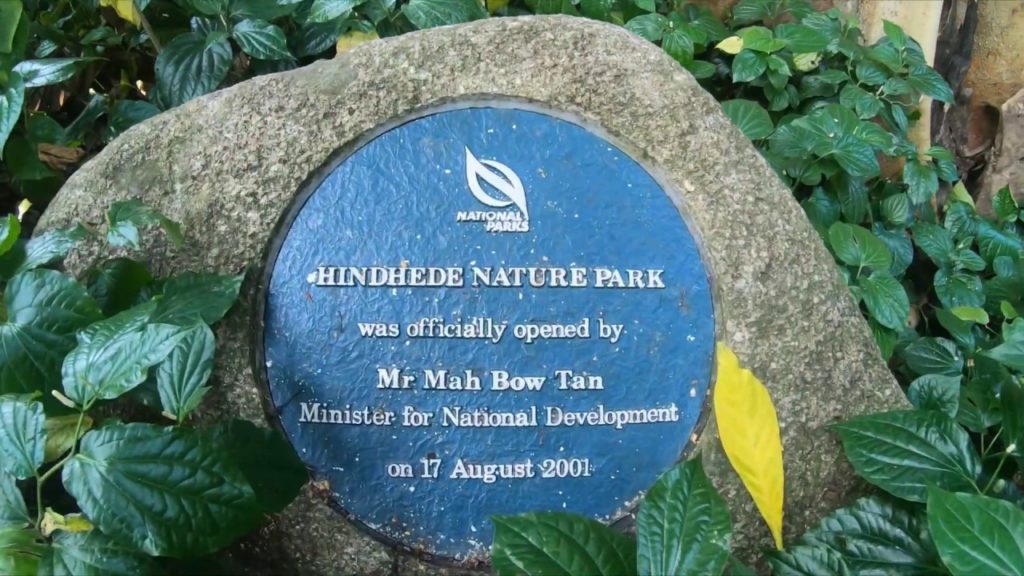 NATIONAL
PARKS
HINDHEDE NATURE PARK
was officially opened by
Mr Mah Bow Tan
Minister for National Development
on 17 August 2001